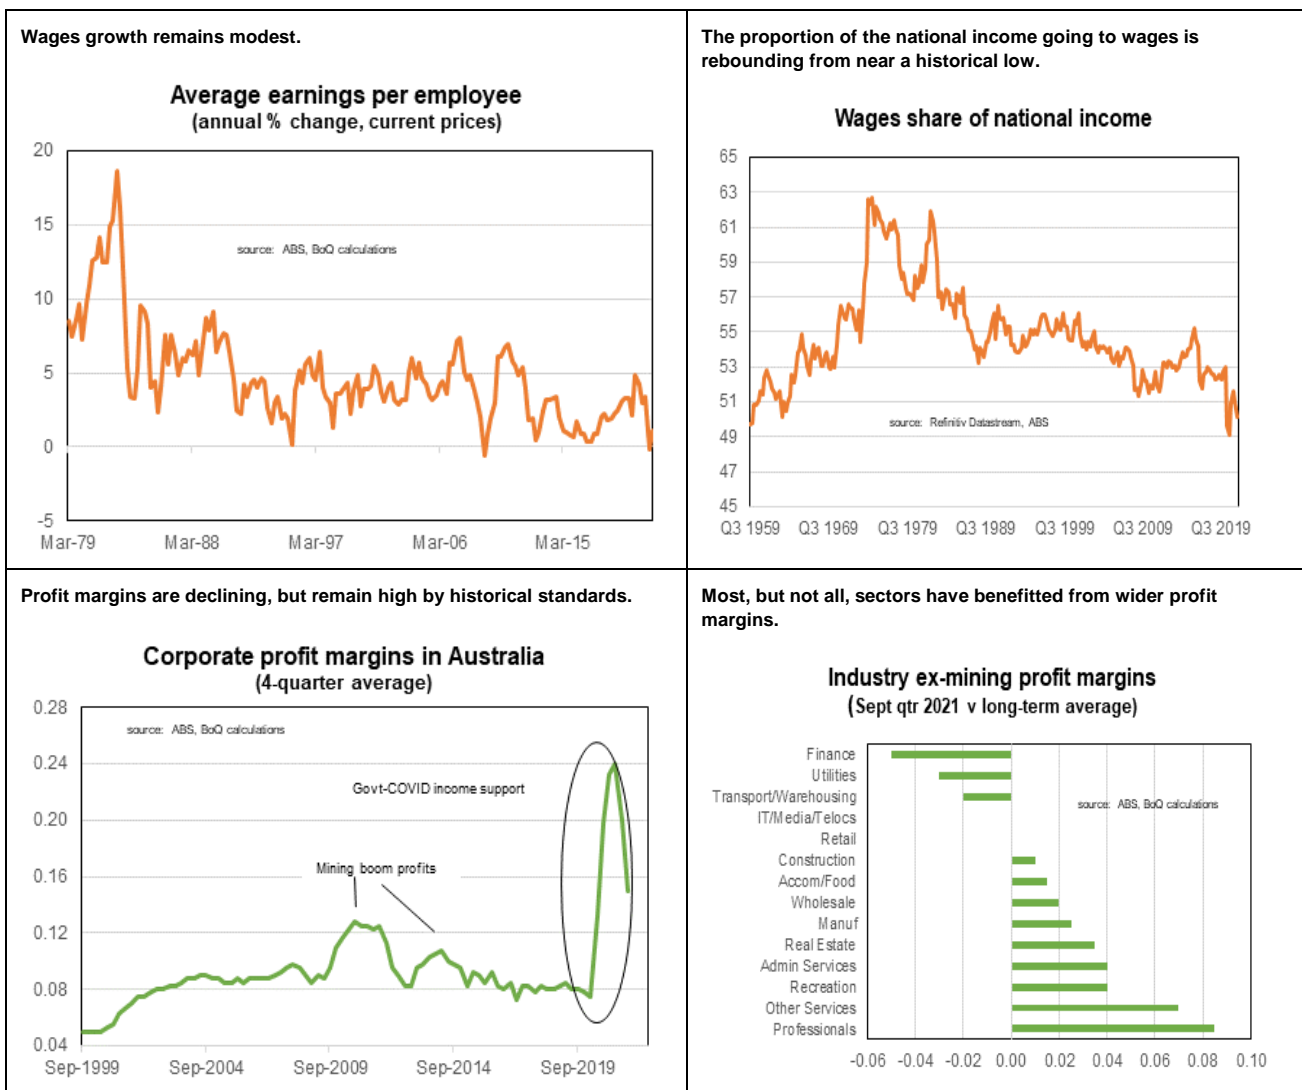 Wages growth remains modest.
Average earnings per employee
(annual % change, current prices)
20
15
10
5
0
-5
source: ABS, BoQ calculations
Mar-79 Mar-88 Mar-97 Mar-06 Mar-15
The proportion of the national income going to wages is
rebounding from near a historical low.
Wages share of national income
65
63
61
59
57
55
53
51
49
47
45
source: Refinitiv Datastream, ABS
Q3 1959 Q3 1969 Q3 1979 Q3 1989 Q3 1999 Q3 2009 Q3 2019
Profit margins are declining, but remain high by historical standards.
Corporate profit margins in Australia
(4-quarter average)
0.28
0.24
0.20
0.16
0.12
0.08
0.04
source: ABS, BoQ calculations
Govt-COVID income support
Mining boom profits
Sep-1999 Sep-2004 Sep-2009 Sep-2014 Sep-2019
Most, but not all, sectors have benefitted from wider profit
margins.
Industry ex-mining profit margins
(Sept qtr 2021 v long-term average)
Finance
Utilities
Transport/Warehousing
IT/Media/Telocs
Retail
Construction
Accom/Food
Wholesale
Manuf
Real Estate
Admin Services
Recreation
Other Services
Professionals
source: ABS, BoQ calculations
-0.06 -0.04 -0.02 0.00 0.02 0.04 0.06 0.08 0.10